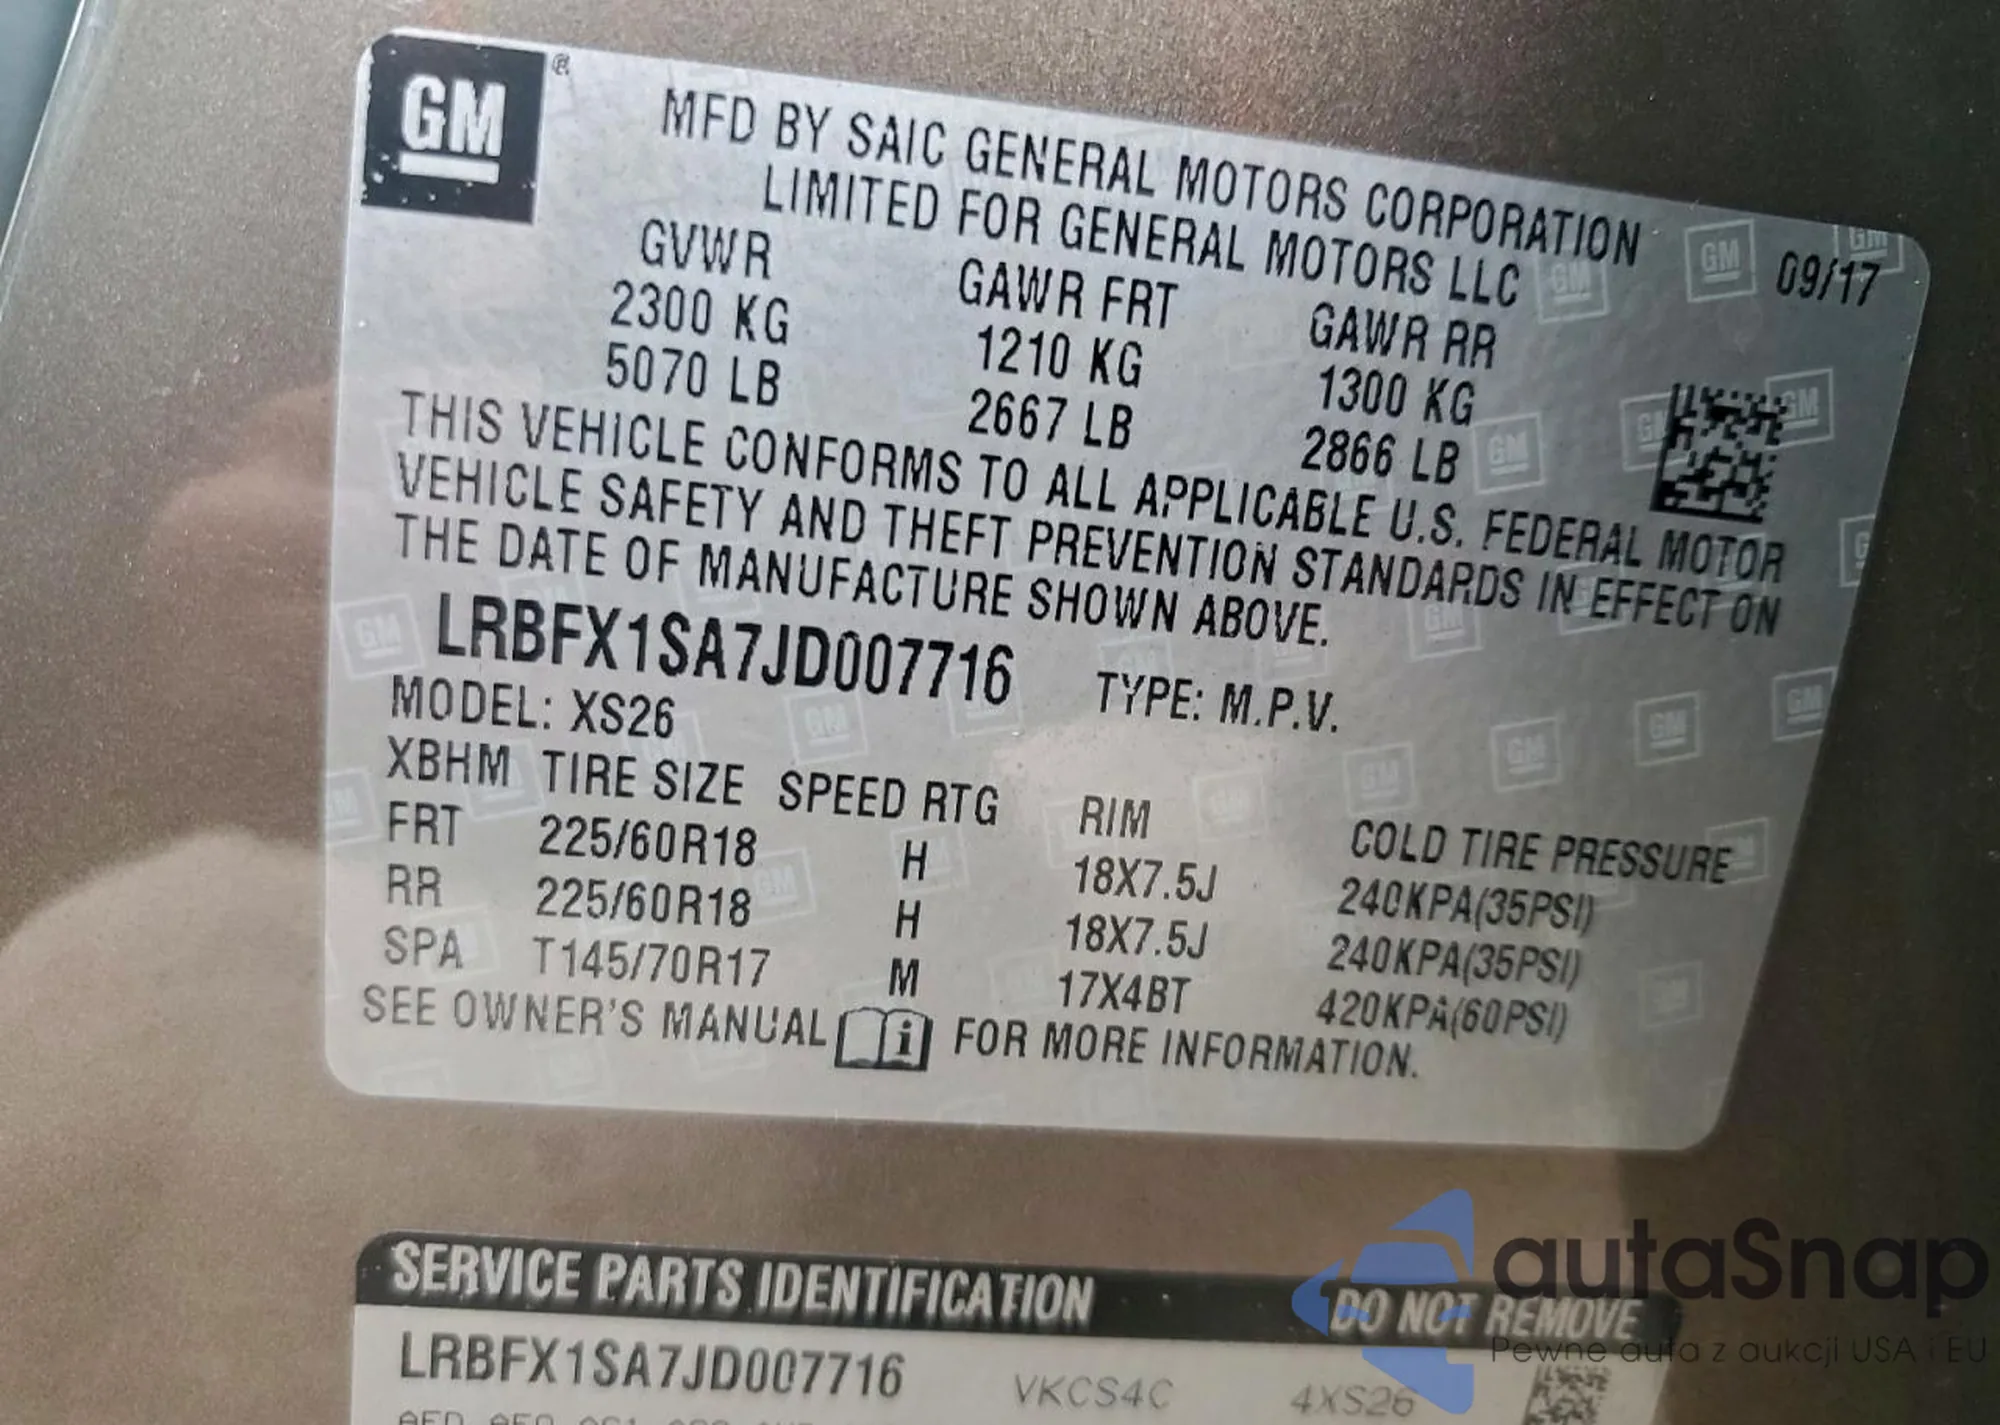 GM ®
MFD BY SAIC GENERAL MOTORS CORPORATION
LIMITED FOR GENERAL MOTORS LLC 09/17
GVWR GAWR FRT GAWR RR
2300 KG 1210 KG 1300 KG
5070 LB 2667 LB 2866 LB
THIS VEHICLE CONFORMS TO ALL APPLICABLE U.S. FEDERAL MOTOR
VEHICLE SAFETY AND THEFT PREVENTION STANDARDS IN EFFECT ON
THE DATE OF MANUFACTURE SHOWN ABOVE.
LRBFX1SA7JD007716 TYPE: M.P.V.
MODEL: XS26
XBHM TIRE SIZE SPEED RTG RIM COLD TIRE PRESSURE
FRT 225/60R18 H 18X7.5J 240KPA(35PSI)
RR 225/60R18 H 18X7.5J 240KPA(35PSI)
SPA T145/70R17 M 17X4BT 420KPA(60PSI)
SEE OWNER'S MANUAL i FOR MORE INFORMATION.
SERVICE PARTS IDENTIFICATION DO NOT REMOVE
LRBFX1SA7JD007716 VKCS4C 4XS26
autaSnap
Pewne auta z aukcji USA i EU